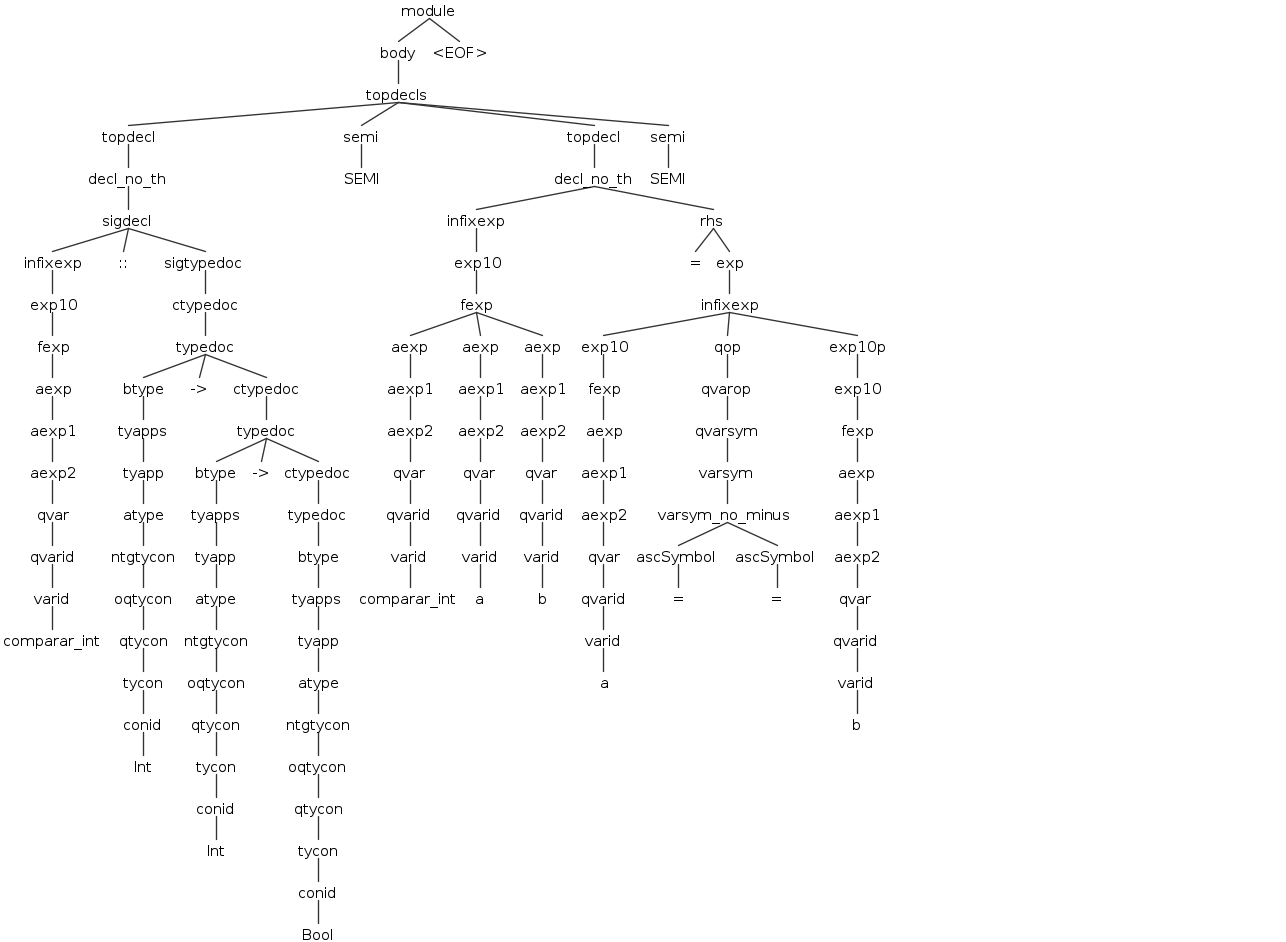 module
body <EOF>
topdecls
topdecl semi topdecl semi
decl_no_th SEMI decl_no_th SEMI
sigdecl infixexp rhs
infixexp :: sigtypedoc exp10 = exp
exp10 ctypedoc fexp infixexp
fexp typedoc aexp aexp aexp exp10 qop exp10p
aexp btype -> ctypedoc aexp1 aexp1 aexp1 fexp qvarop exp10
aexp1 tyapps typedoc aexp2 aexp2 aexp2 aexp qvarsym fexp
aexp2 tyapp btype -> ctypedoc qvar qvar qvar aexp1 varsym aexp
qvar atype tyapps typedoc qvarid qvarid qvarid aexp2 varsym_no_minus aexp1
qvarid ntgtycon tyapp btype varid varid varid qvar ascSymbol ascSymbol aexp2
varid oqtycon atype tyapps comparar_int a b qvarid = = qvar
comparar_int qtycon ntgtycon tyapp varid qvarid
tycon oqtycon atype a varid
conid qtycon ntgtycon b
Int tycon oqtycon
conid qtycon
Int tycon
conid
Bool